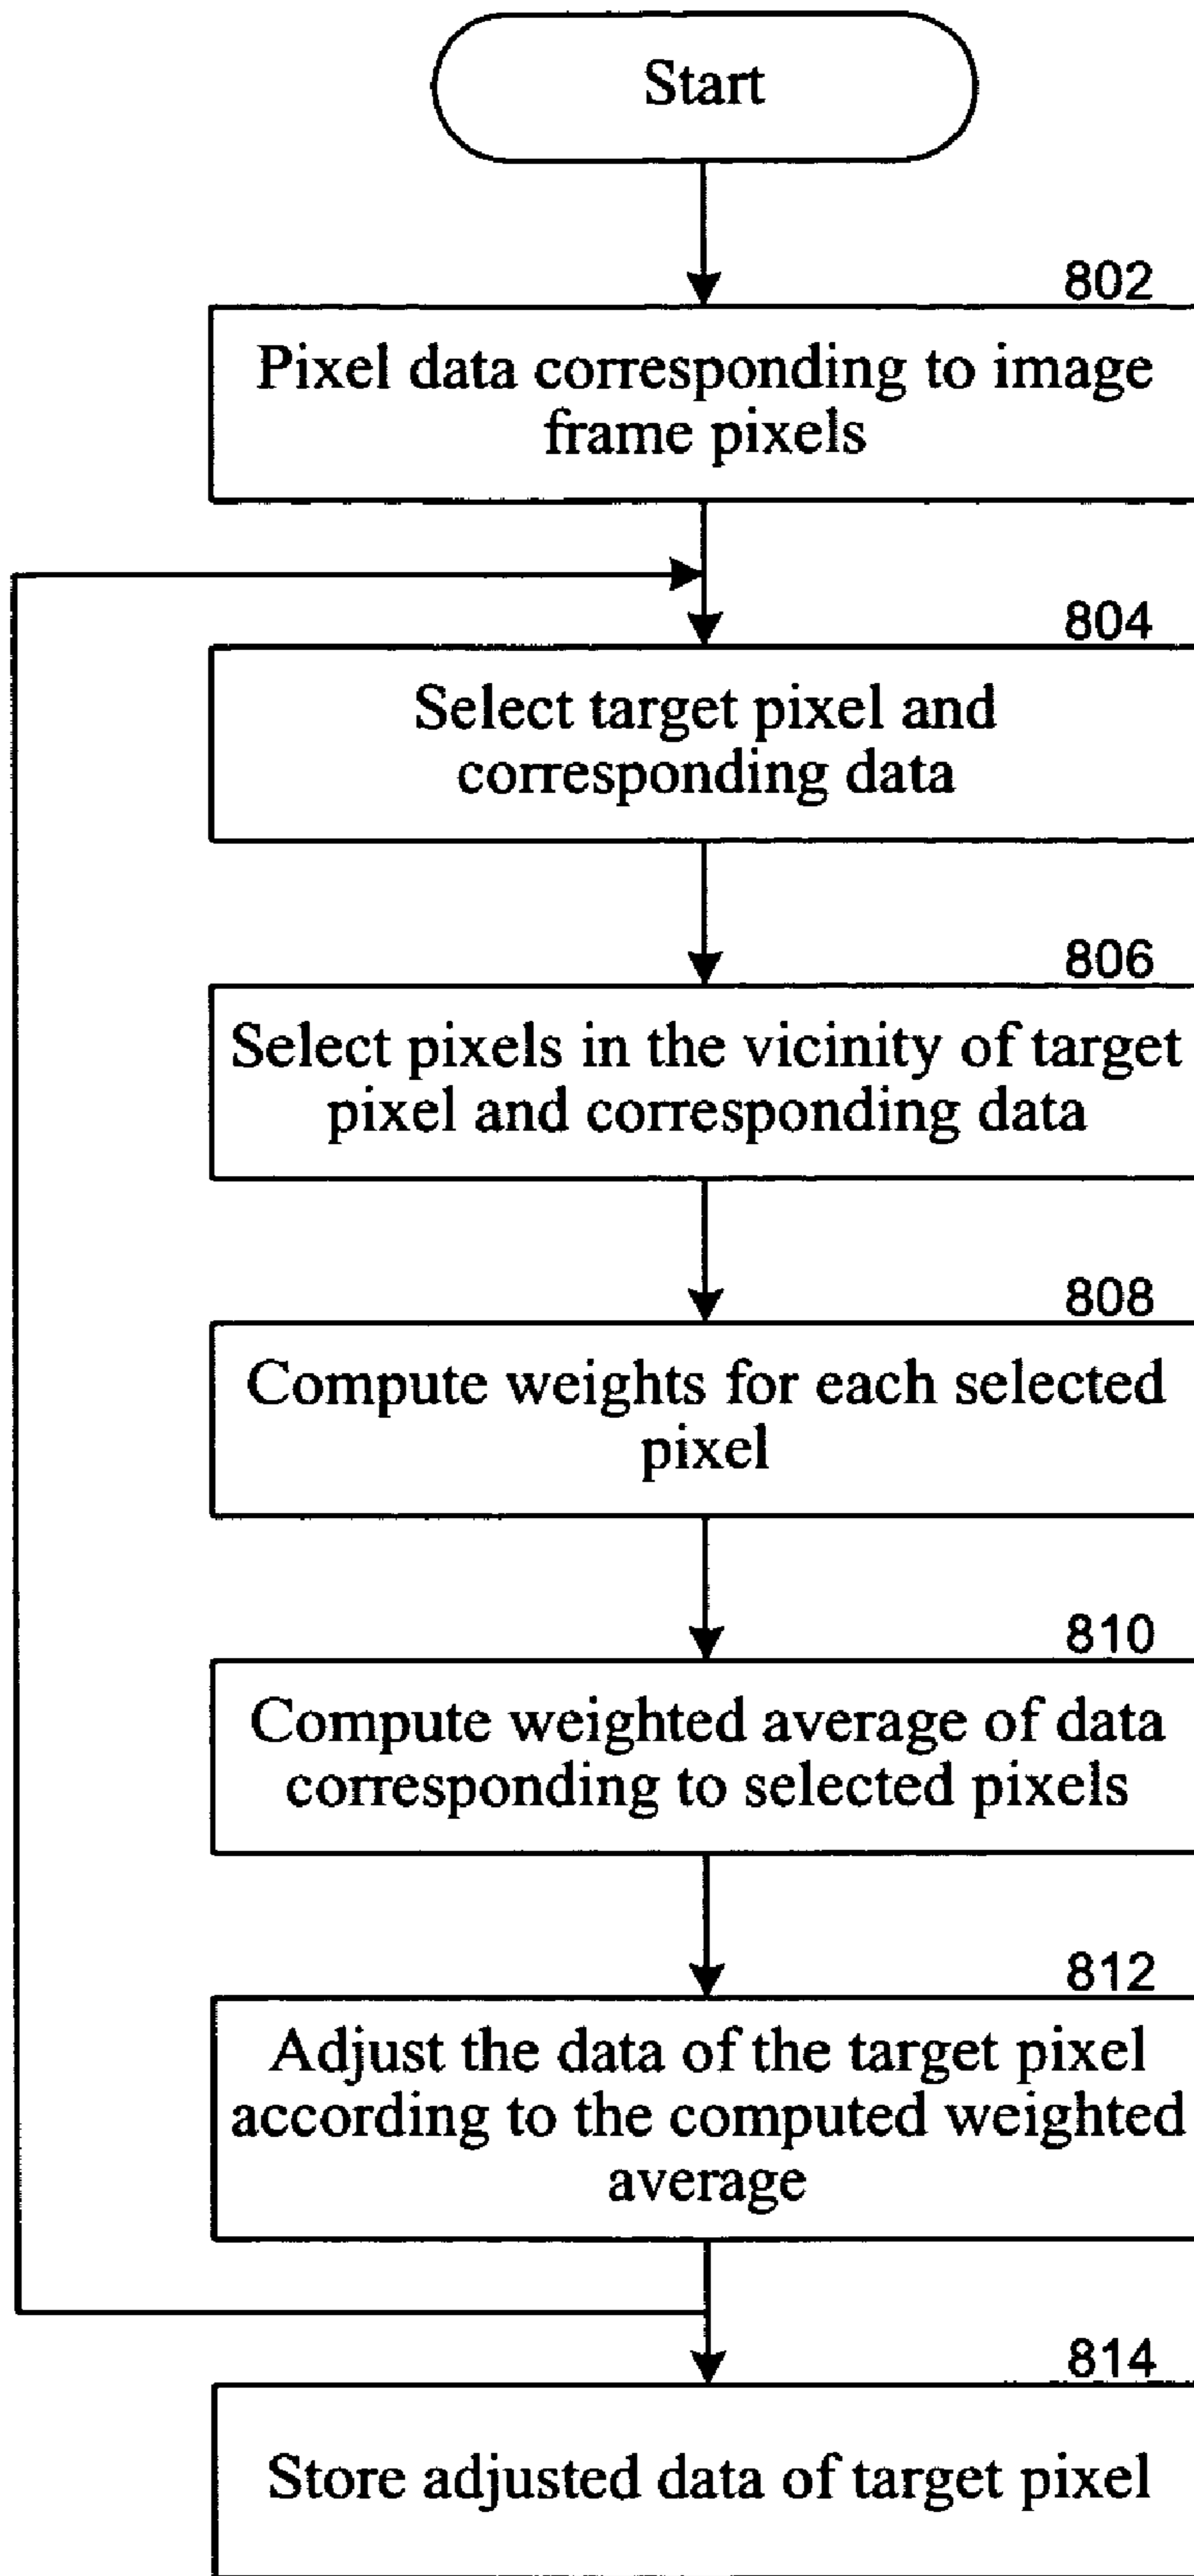 Start
802
Pixel data corresponding to image
frame pixels
804
Select target pixel and
corresponding data
806
Select pixels in the vicinity of target
pixel and corresponding data
808
Compute weights for each selected
pixel
810
Compute weighted average of data
corresponding to selected pixels
812
Adjust the data of the target pixel
according to the computed weighted
average
814
Store adjusted data of target pixel